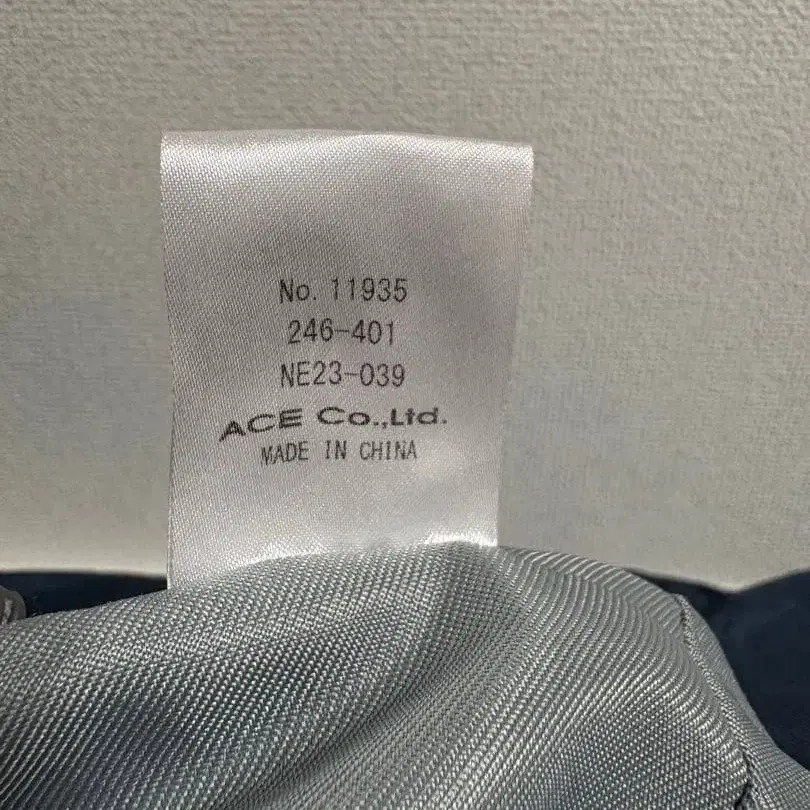 No. 11935
246-401
NE23-039
ACE Co.,Ltd.
MADE IN CHINA